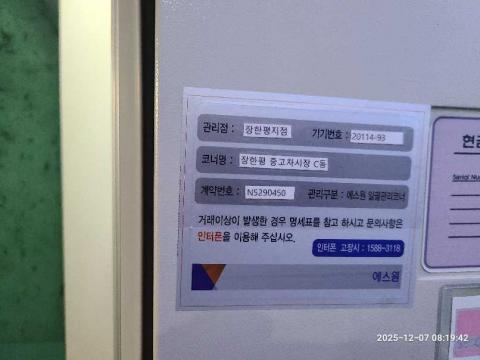 관리점 : 장한평지점 기기번호 : 20114-93
코너명 : 장한평 중고차시장 C동
계약번호 : N5290450 관리구분 : 에스원 일괄관리코너
거래이상이 발생한 경우 명세표를 참고 하시고 문의사항은
인터폰을 이용해 주십시오.
인터폰 고장시 : 1588-3118
에스원
현금
Serial Nu
2025-12-07 08:19:42